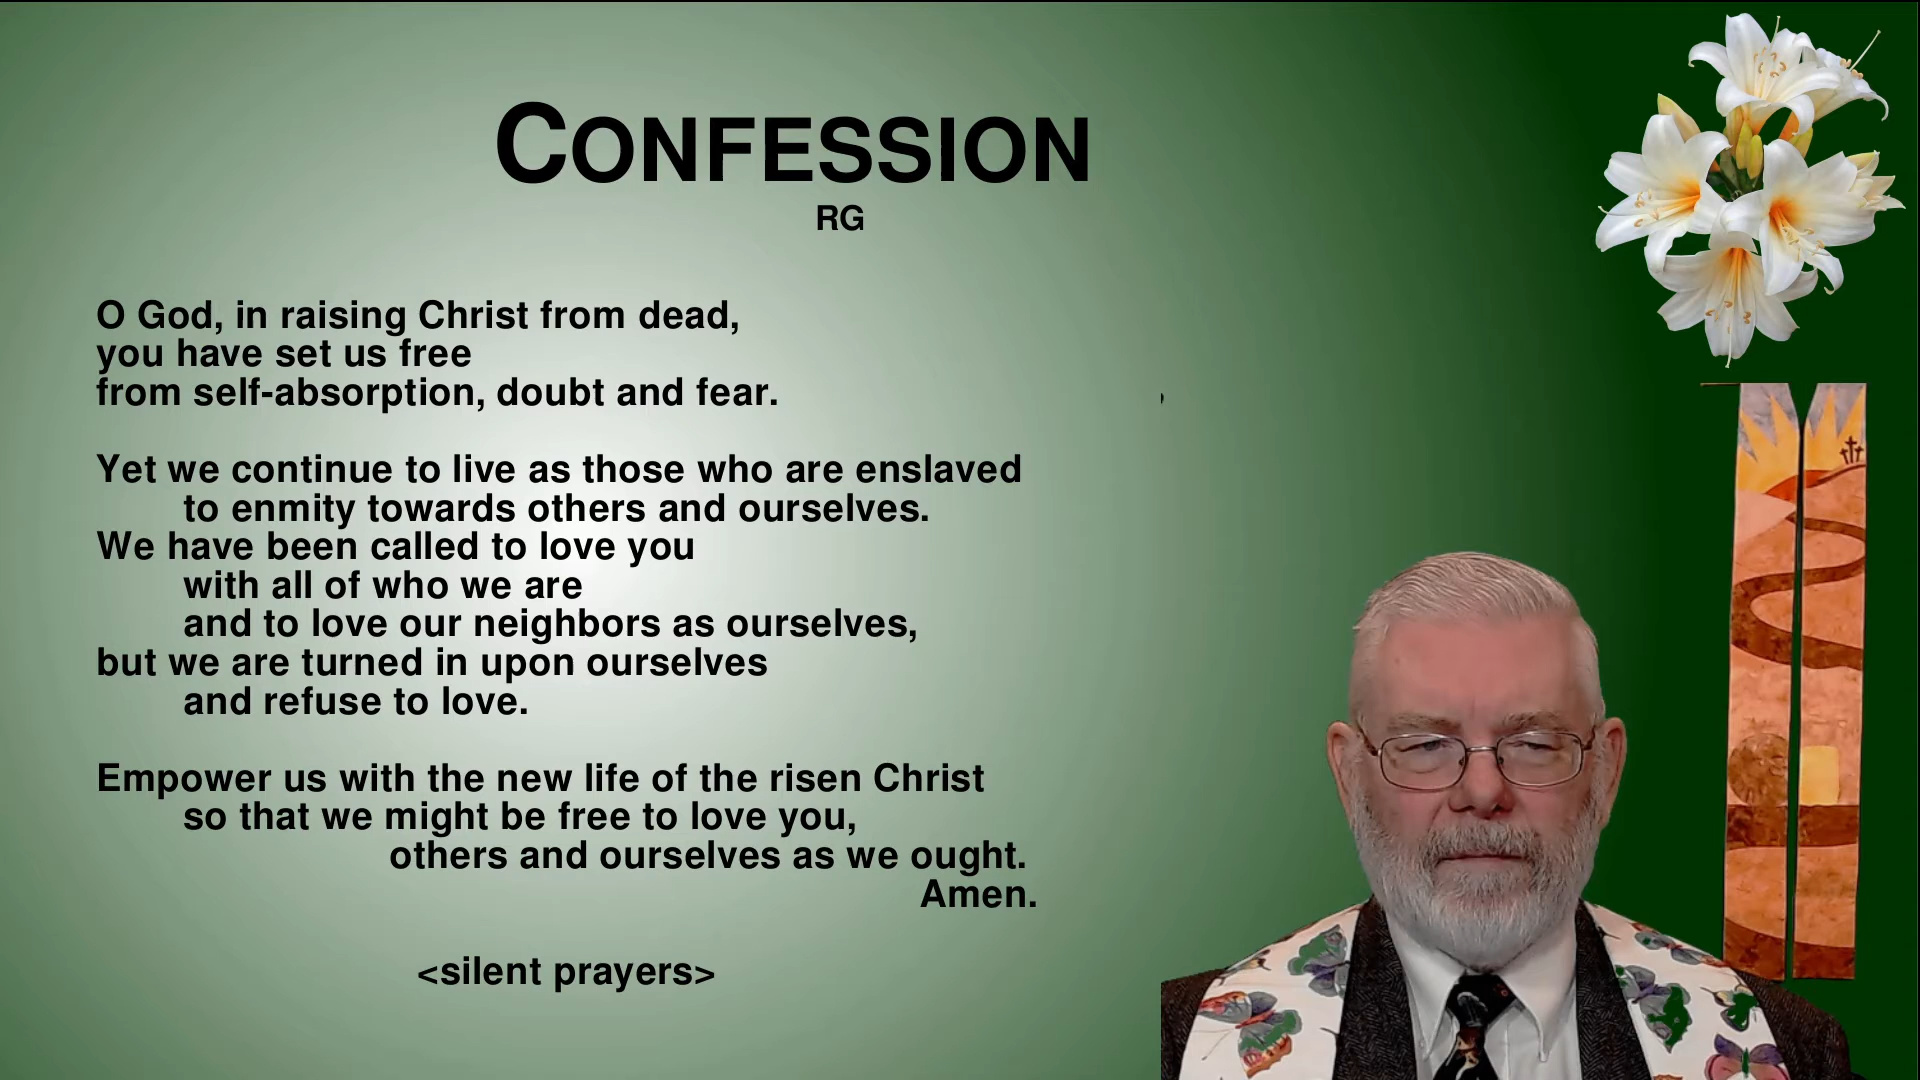 CONFESSION
RG
O God, in raising Christ from dead,
you have set us free
from self-absorption, doubt and fear.
Yet we continue to live as those who are enslaved
to enmity towards others and ourselves.
We have been called to love you
with all of who we are
and to love our neighbors as ourselves,
but we are turned in upon ourselves
and refuse to love.
Empower us with the new life of the risen Christ
so that we might be free to love you,
others and ourselves as we ought.
Amen.
<silent prayers>